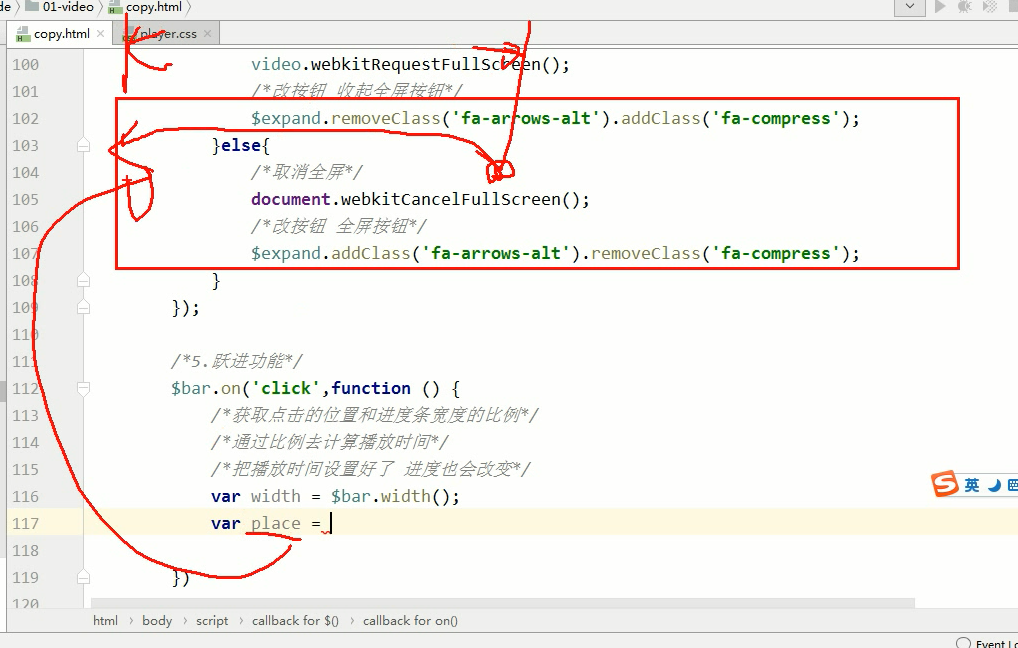 de 01-video copy.html
copy.html player.css
100 video.webkitRequestFullScreen();
101 /*改按钮 收起全屏按钮*/
102 $expand.removeClass('fa-arrows-alt').addClass('fa-compress');
103 }else{
104 /*取消全屏*/
105 document.webkitCancelFullScreen();
106 /*改按钮 全屏按钮*/
107 $expand.addClass('fa-arrows-alt').removeClass('fa-compress');
108 }
109 });
110
111 /*5.跃进功能*/
112 $bar.on('click',function () {
113 /*获取点击的位置和进度条宽度的比例*/
114 /*通过比例去计算播放时间*/
115 /*把播放时间设置好了 进度也会改变*/
116 var width = $bar.width();
117 var place =
118
119 })
120
英
html body script callback for $() callback for on()
Event Lo